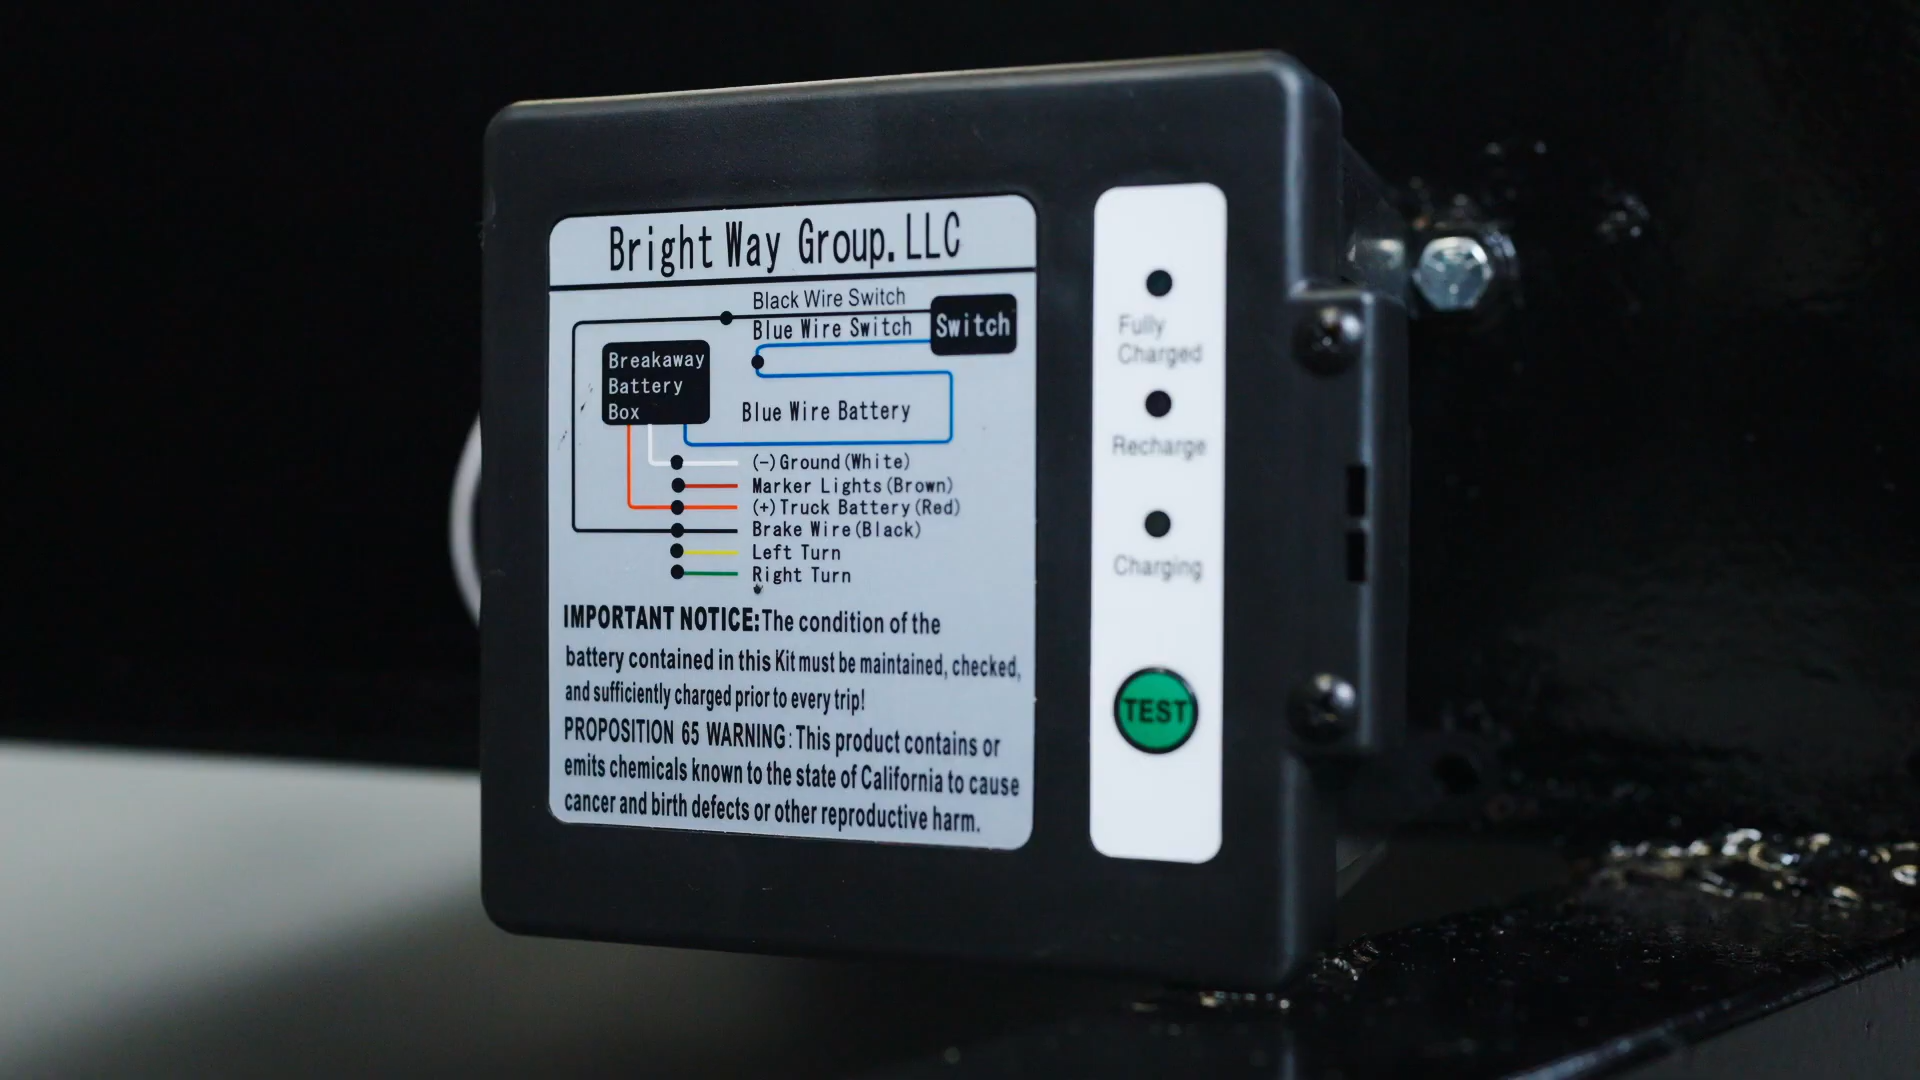 Bright Way Group. LLC
Black Wire Switch
Blue Wire Switch
Switch
Breakaway
Battery
Box
Blue Wire Battery
(-)Ground(White)
Marker Lights(Brown)
(+)Truck Battery(Red)
Brake Wire(Black)
Left Turn
Right Turn
IMPORTANT NOTICE:The condition of the
battery contained in this Kit must be maintained, checked,
and sufficiently charged prior to every trip!
PROPOSITION 65 WARNING:This product contains or
emits chemicals known to the state of California to cause
cancer and birth defects or other reproductive harm.
Fully
Charged
Recharge
Charging
TEST